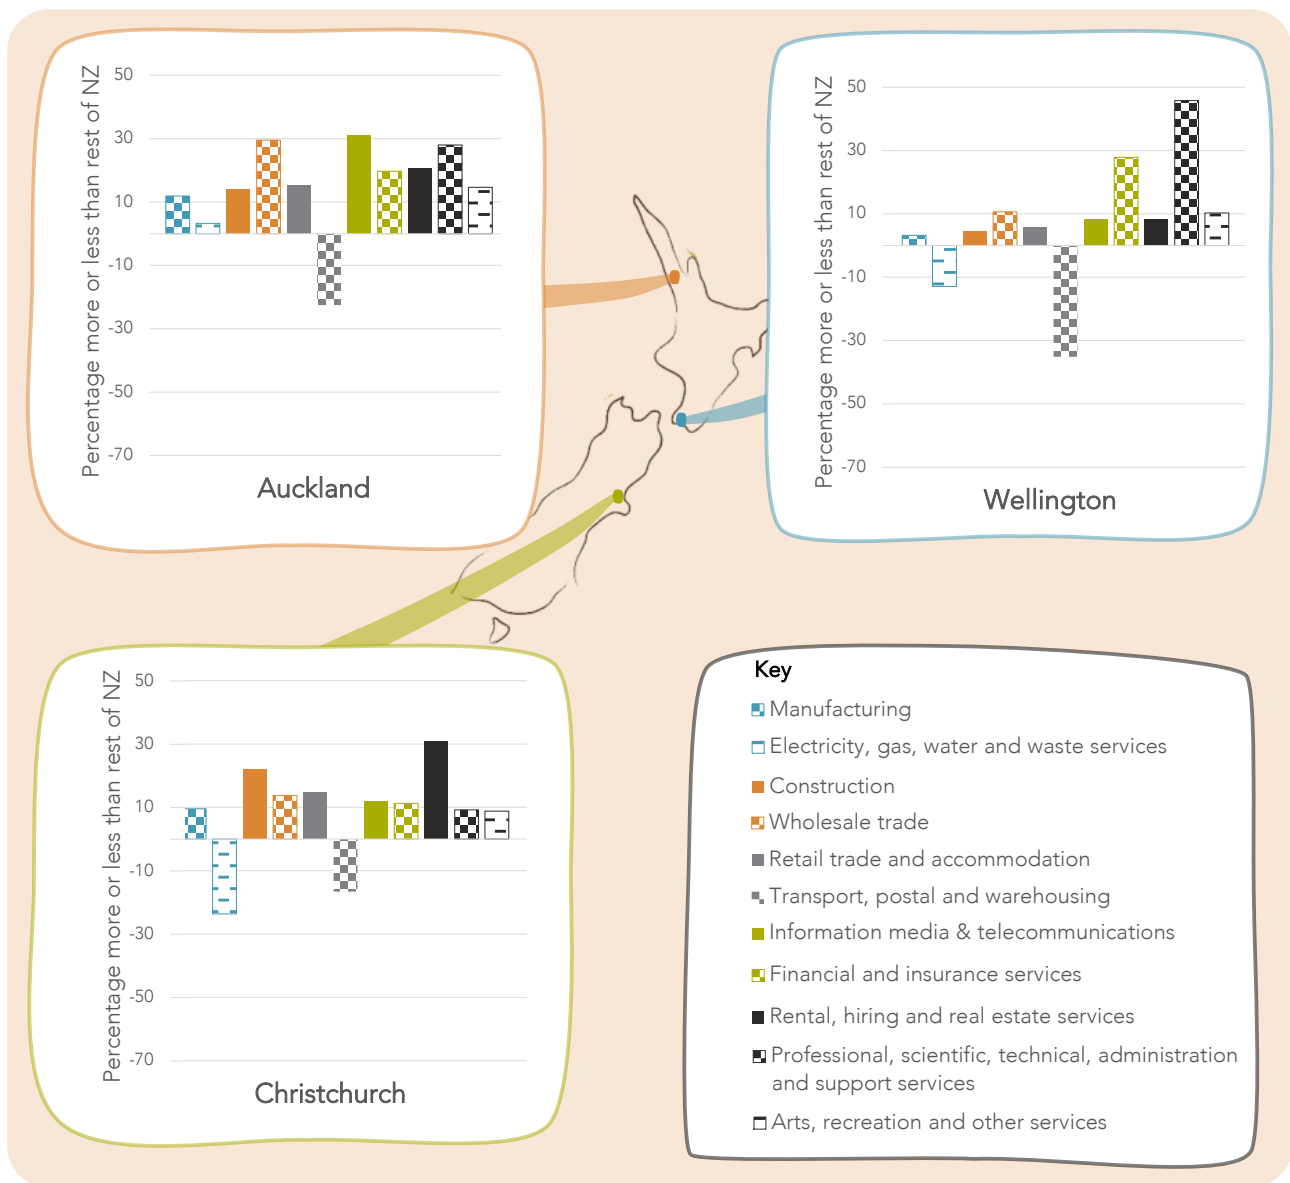 Percentage more or less than rest of NZ
50
30
10
-10
-30
-50
-70
Auckland
Percentage more or less than rest of NZ
50
30
10
-10
-30
-50
-70
Wellington
Percentage more or less than rest of NZ
50
30
10
-10
-30
-50
-70
Christchurch
Key
Manufacturing
Electricity, gas, water and waste services
Construction
Wholesale trade
Retail trade and accommodation
Transport, postal and warehousing
Information media & telecommunications
Financial and insurance services
Rental, hiring and real estate services
Professional, scientific, technical, administration
and support services
Arts, recreation and other services